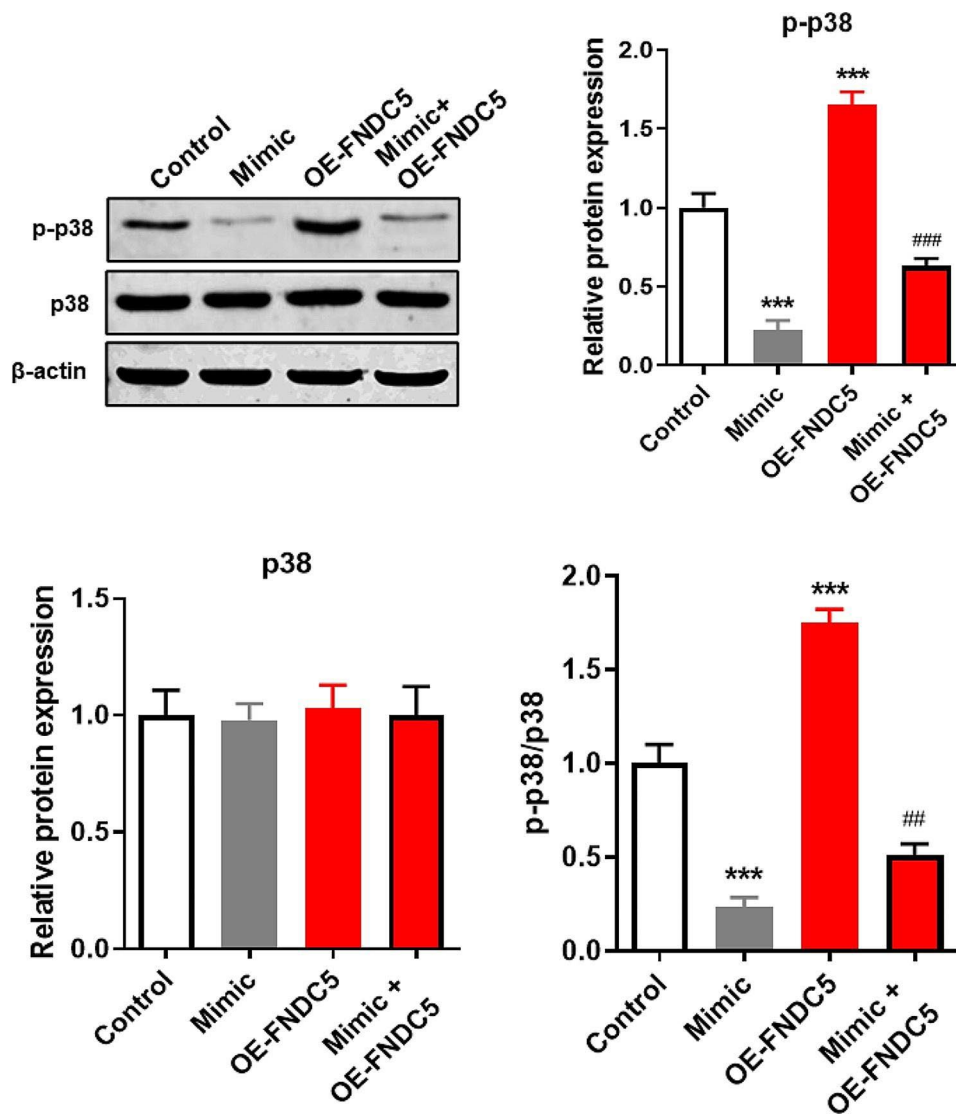 Control
Mimic
OE-FNDC5
Mimic+
OE-FNDC5
p-p38
p38
β-actin
p-p38
Relative protein expression
2.0
1.5
1.0
0.5
0.0
***
***
###
Control
Mimic
OE-FNDC5
Mimic +
OE-FNDC5
p38
Relative protein expression
1.5
1.0
0.5
0.0
Control
Mimic
OE-FNDC5
Mimic +
OE-FNDC5
p-p38/p38
2.0
1.5
1.0
0.5
0.0
***
***
##
Control
Mimic
OE-FNDC5
Mimic +
OE-FNDC5